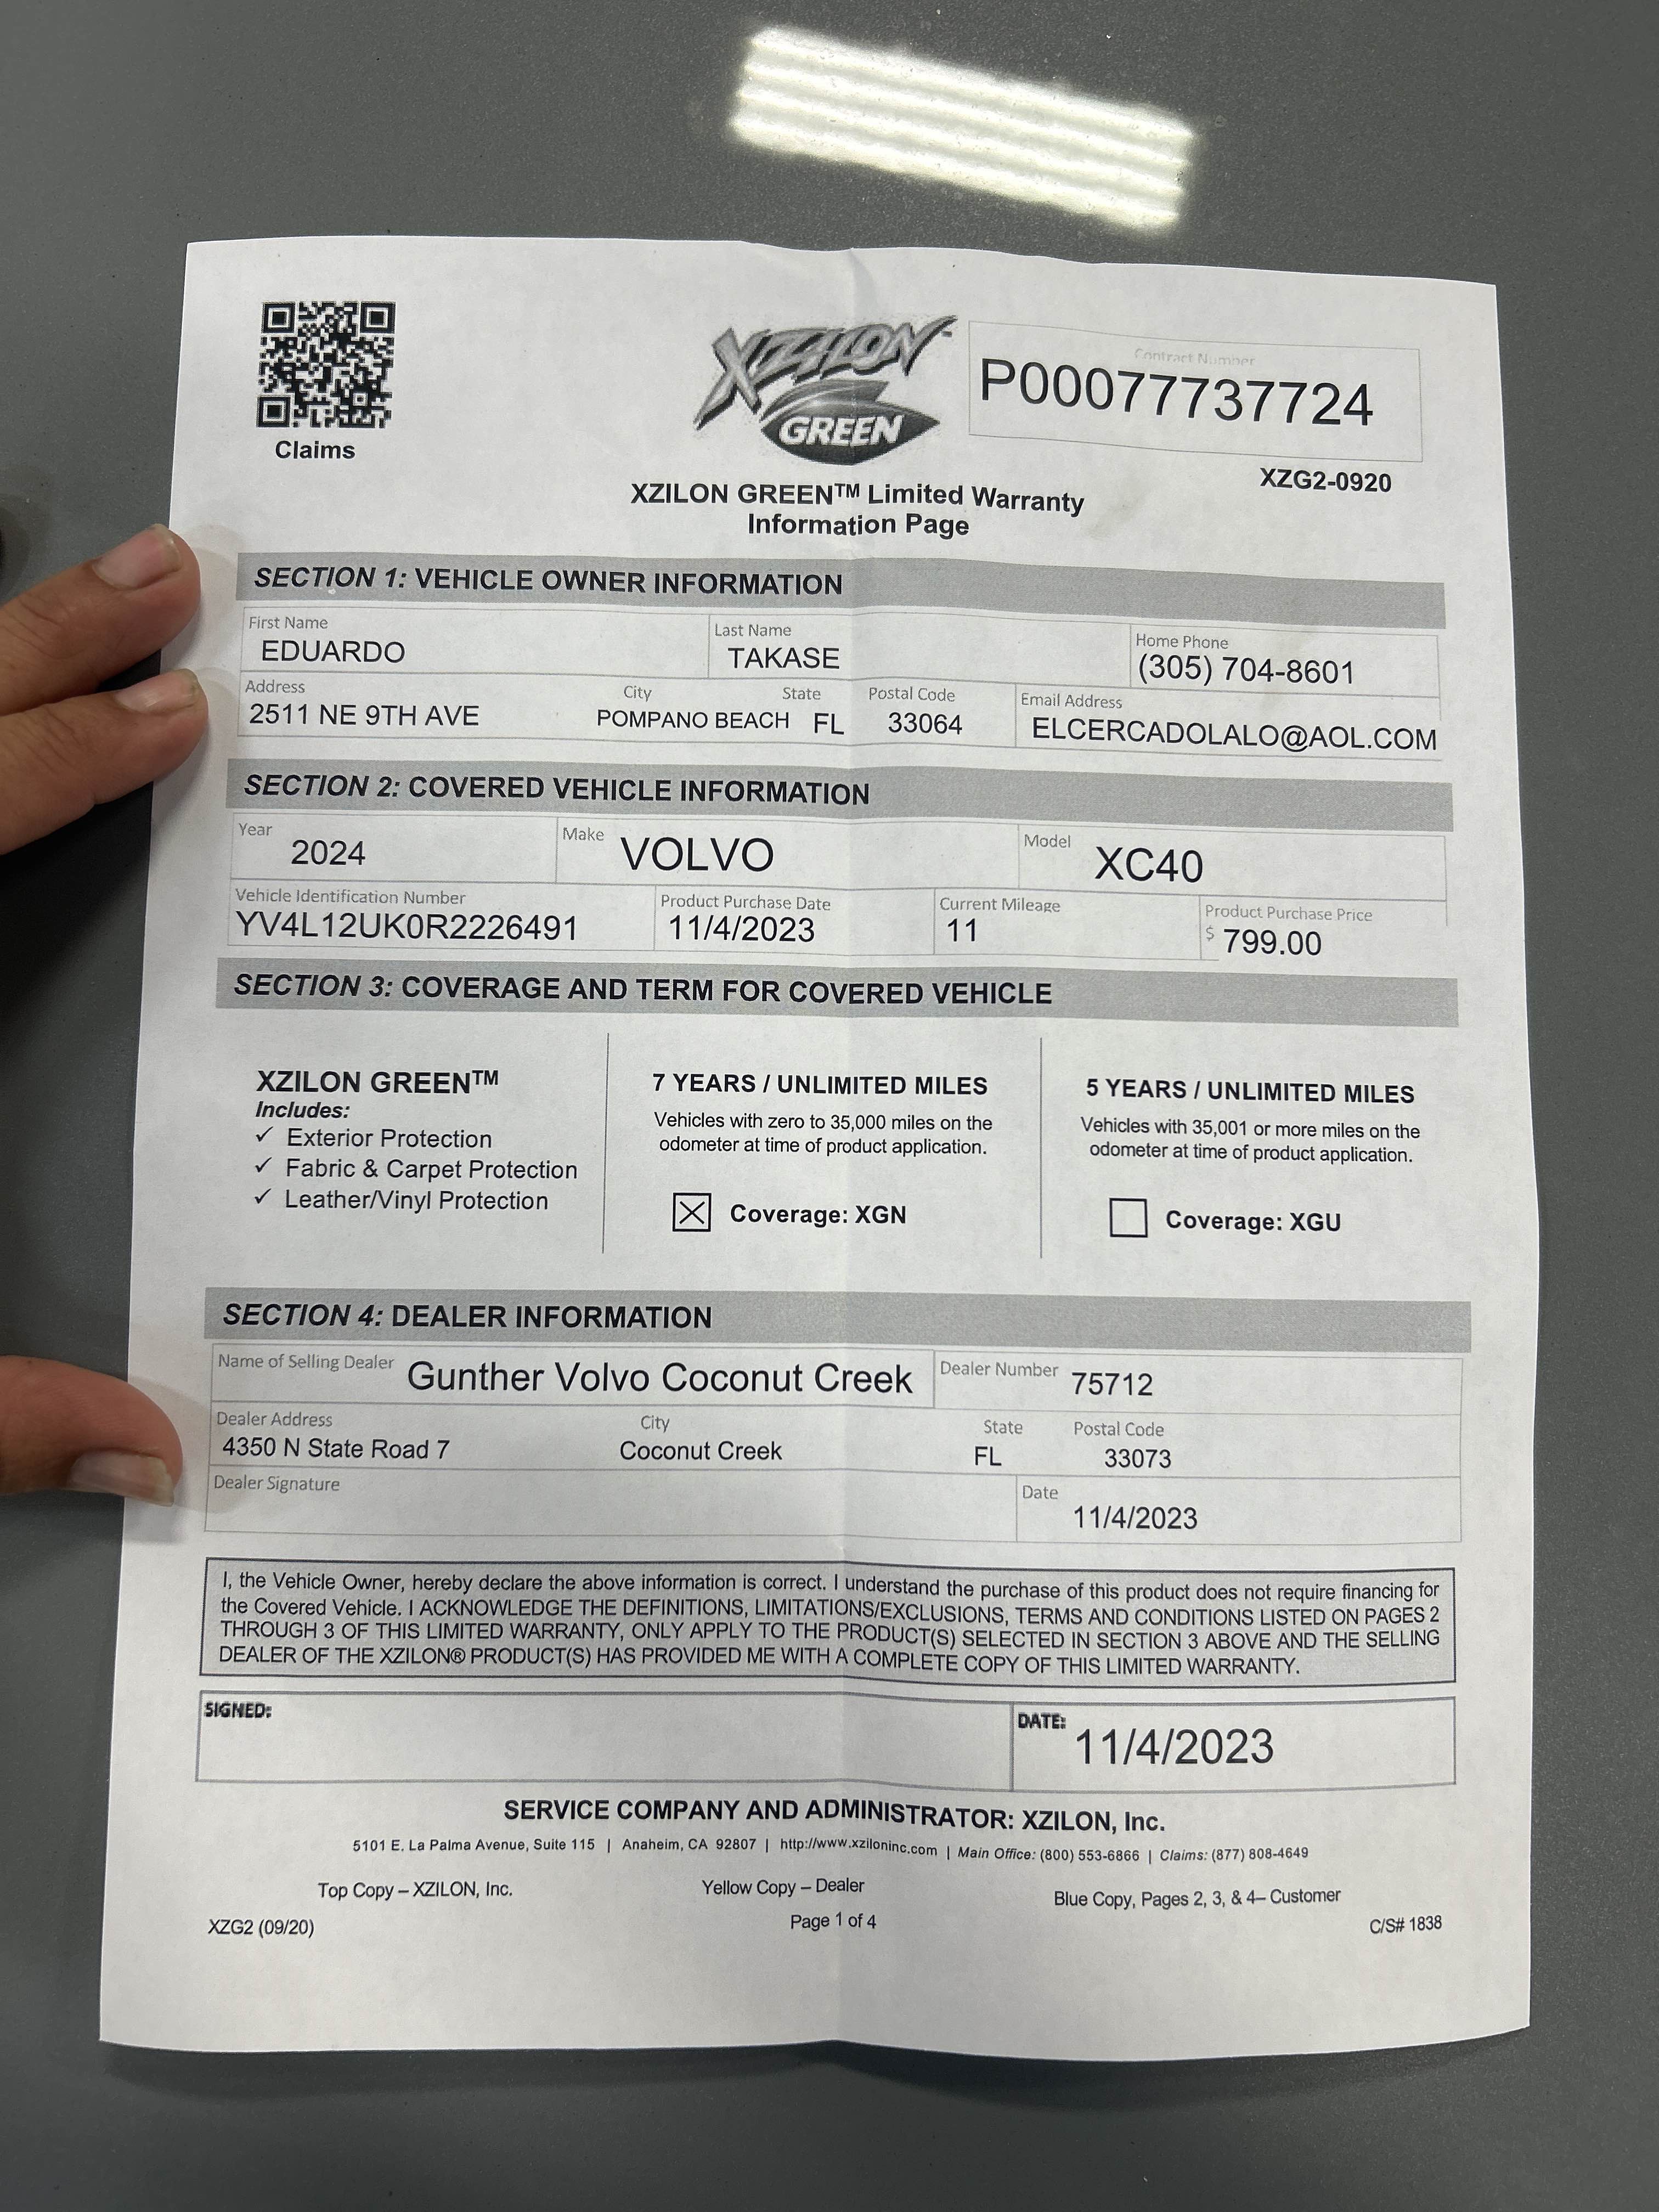 Claims
XZILON™
GREEN
Contract Number
P00077737724
XZG2-0920
XZILON GREEN™ Limited Warranty
Information Page
SECTION 1: VEHICLE OWNER INFORMATION
First Name Last Name Home Phone
EDUARDO TAKASE (305) 704-8601
Address City State Postal Code Email Address
2511 NE 9TH AVE POMPANO BEACH FL 33064 ELCERCADOLALO@AOL.COM
SECTION 2: COVERED VEHICLE INFORMATION
Year 2024 Make VOLVO Model XC40
Vehicle Identification Number Product Purchase Date Current Mileage Product Purchase Price
YV4L12UK0R2226491 11/4/2023 11 $ 799.00
SECTION 3: COVERAGE AND TERM FOR COVERED VEHICLE
XZILON GREEN™
Includes:
✓ Exterior Protection
✓ Fabric & Carpet Protection
✓ Leather/Vinyl Protection
7 YEARS / UNLIMITED MILES
Vehicles with zero to 35,000 miles on the
odometer at time of product application.
☒ Coverage: XGN
5 YEARS / UNLIMITED MILES
Vehicles with 35,001 or more miles on the
odometer at time of product application.
☐ Coverage: XGU
SECTION 4: DEALER INFORMATION
Name of Selling Dealer Gunther Volvo Coconut Creek Dealer Number 75712
Dealer Address City State Postal Code
4350 N State Road 7 Coconut Creek FL 33073
Dealer Signature Date
11/4/2023
I, the Vehicle Owner, hereby declare the above information is correct. I understand the purchase of this product does not require financing for
the Covered Vehicle. I ACKNOWLEDGE THE DEFINITIONS, LIMITATIONS/EXCLUSIONS, TERMS AND CONDITIONS LISTED ON PAGES 2
THROUGH 3 OF THIS LIMITED WARRANTY, ONLY APPLY TO THE PRODUCT(S) SELECTED IN SECTION 3 ABOVE AND THE SELLING
DEALER OF THE XZILON® PRODUCT(S) HAS PROVIDED ME WITH A COMPLETE COPY OF THIS LIMITED WARRANTY.
SIGNED: DATE: 11/4/2023
SERVICE COMPANY AND ADMINISTRATOR: XZILON, Inc.
5101 E. La Palma Avenue, Suite 115 | Anaheim, CA 92807 | http://www.xziloninc.com | Main Office: (800) 553-6866 | Claims: (877) 808-4649
Top Copy – XZILON, Inc. Yellow Copy – Dealer Blue Copy, Pages 2, 3, & 4– Customer
XZG2 (09/20) Page 1 of 4 C/S# 1838